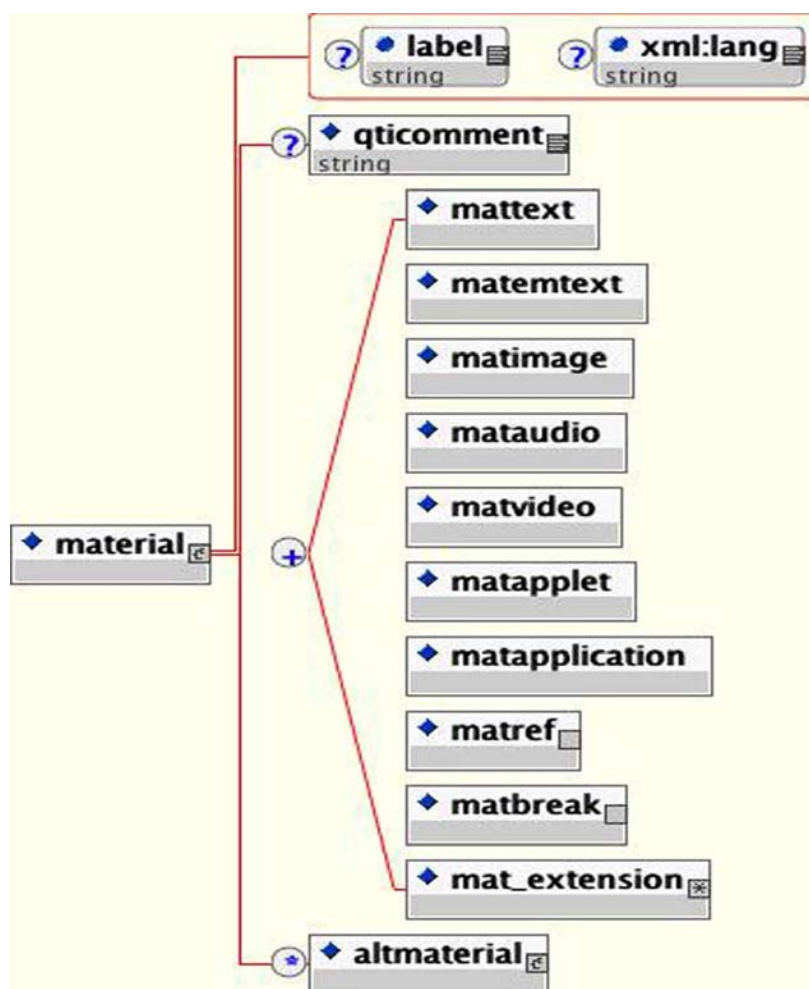 ? label ? xml:lang
string string
? qticomment
string
mattext
matemtext
matimage
mataudio
matvideo
material
+
matapplet
matapplication
matref
matbreak
mat_extension
* altmaterial